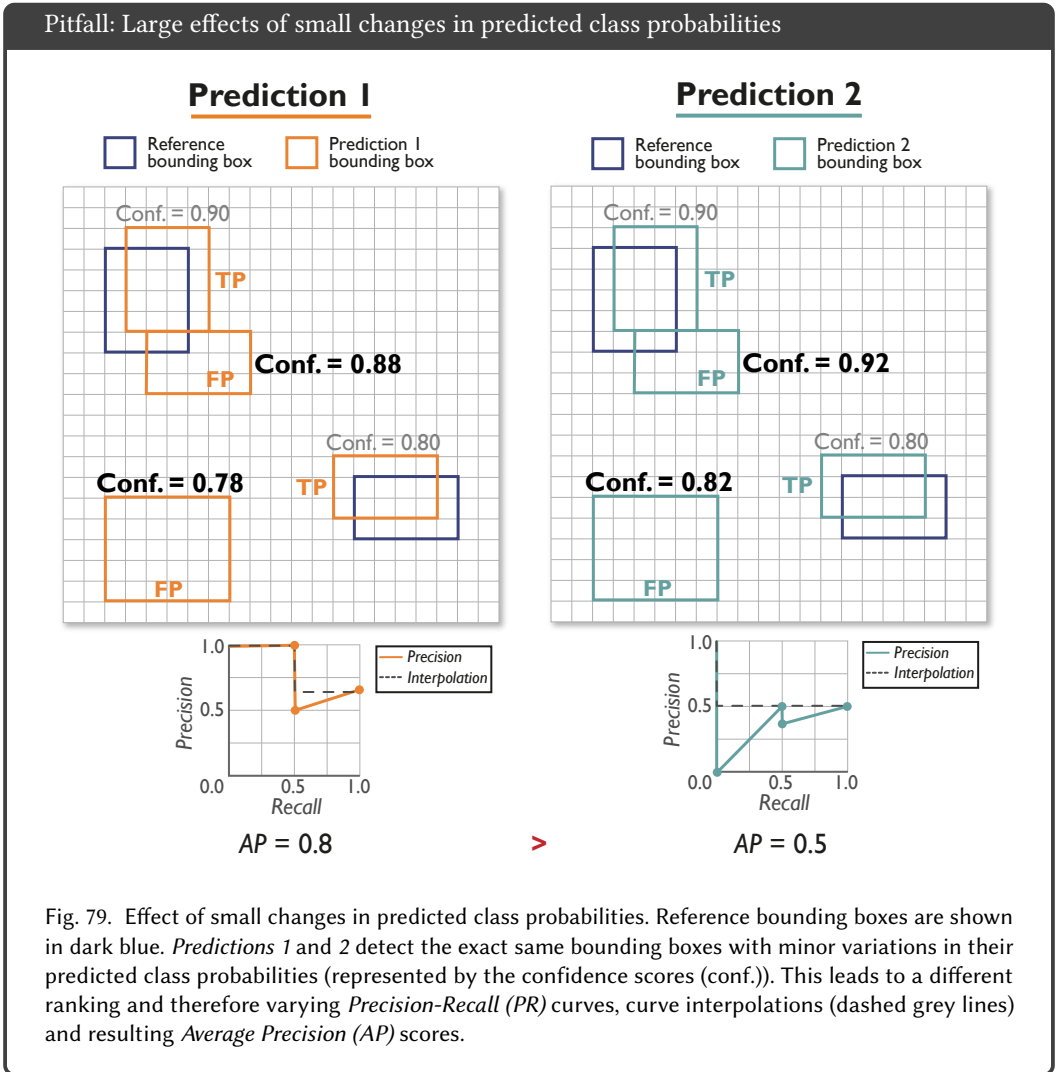 Pitfall: Large effects of small changes in predicted class probabilities
Prediction 1
Reference bounding box
Prediction 1 bounding box
Conf. = 0.90
TP
Conf. = 0.88
FP
Conf. = 0.80
Conf. = 0.78
TP
FP
1.0
0.5
0.0
Precision
0.5
1.0
Recall
Precision
Interpolation
AP = 0.8
>
Prediction 2
Reference bounding box
Prediction 2 bounding box
Conf. = 0.90
TP
Conf. = 0.92
FP
Conf. = 0.80
Conf. = 0.82
TP
FP
1.0
0.5
0.0
Precision
0.5
1.0
Recall
Precision
Interpolation
AP = 0.5
Fig. 79. Effect of small changes in predicted class probabilities. Reference bounding boxes are shown
in dark blue. Predictions 1 and 2 detect the exact same bounding boxes with minor variations in their
predicted class probabilities (represented by the confidence scores (conf.)). This leads to a different
ranking and therefore varying Precision-Recall (PR) curves, curve interpolations (dashed grey lines)
and resulting Average Precision (AP) scores.